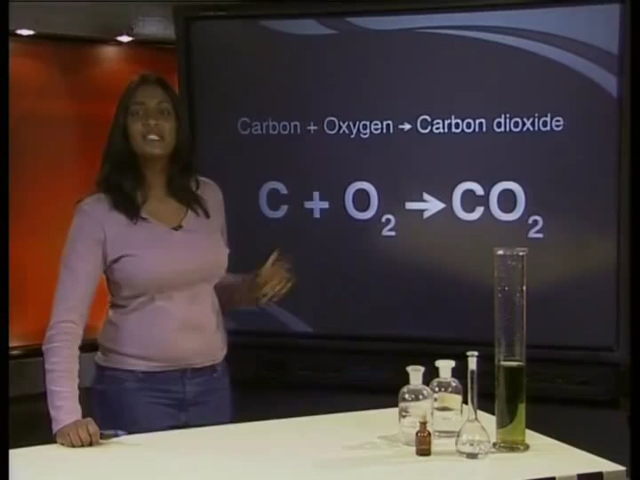 Carbon + Oxygen → Carbon dioxide
C + O₂ → CO₂